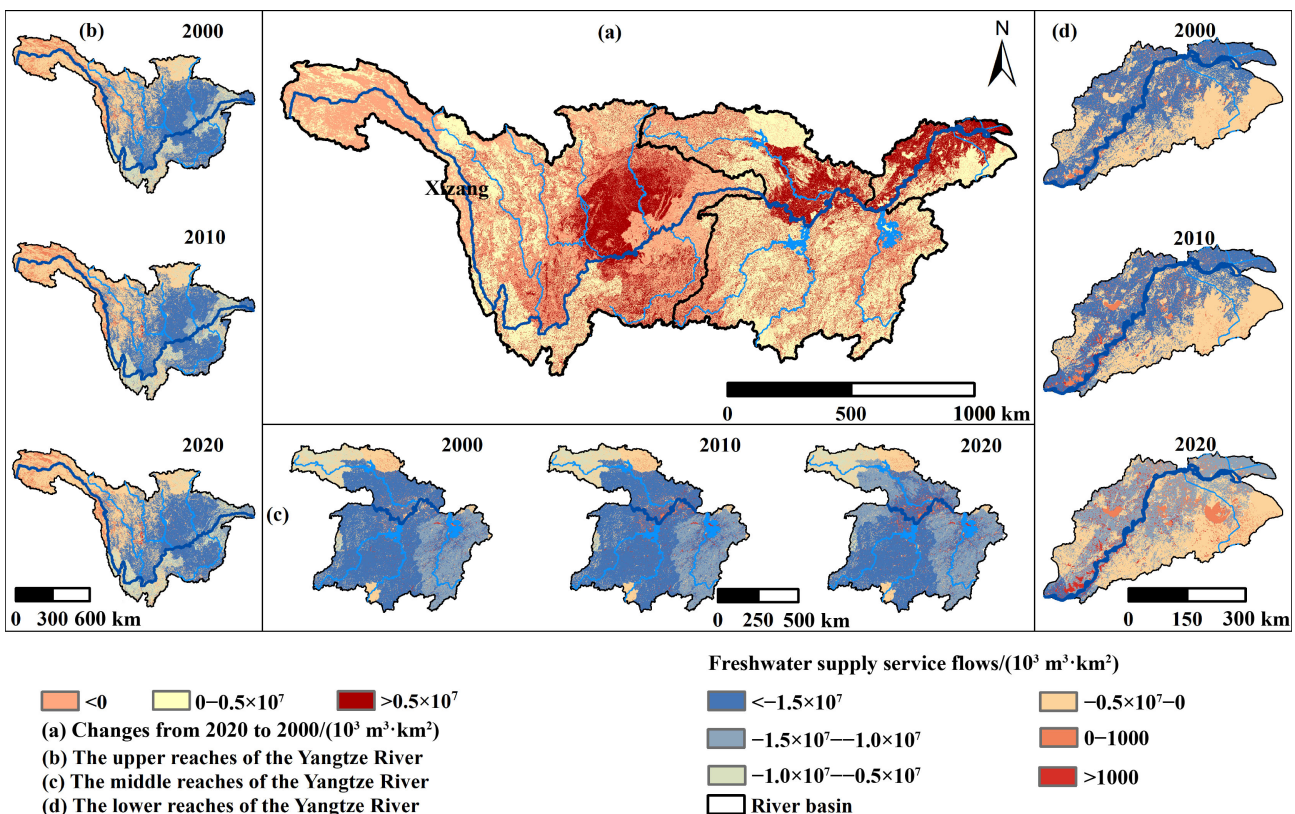 (b)
2000
2010
2020
0 300 600 km
(a)
N
Xizang
0 500 1000 km
(c)
2000
2010
2020
0 250 500 km
(d)
2000
2010
2020
0 150 300 km
<0
0−0.5×10⁷
>0.5×10⁷
(a) Changes from 2020 to 2000/(10³ m³·km²)
(b) The upper reaches of the Yangtze River
(c) The middle reaches of the Yangtze River
(d) The lower reaches of the Yangtze River
Freshwater supply service flows/(10³ m³·km²)
<−1.5×10⁷
−1.5×10⁷−−1.0×10⁷
−1.0×10⁷−−0.5×10⁷
River basin
−0.5×10⁷-0
0−1000
>1000